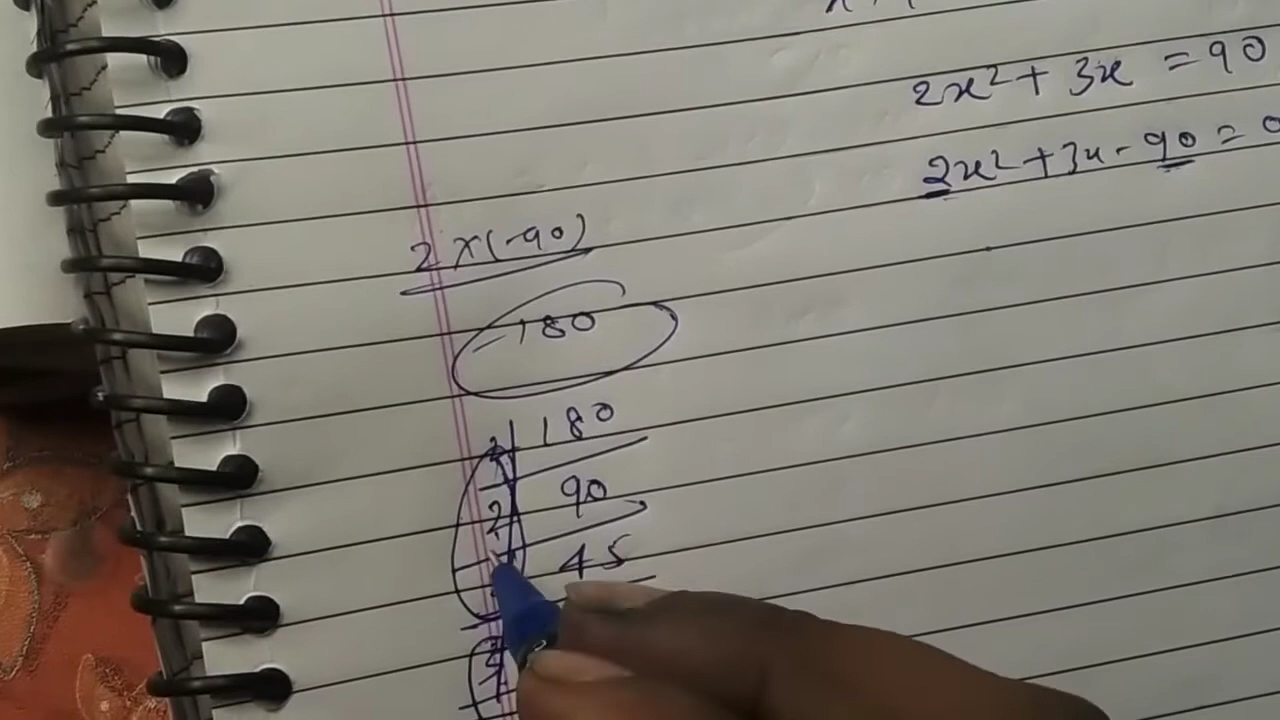 2x² + 3x = 90
2x² + 3x - 90 = 0
2 x (-90)
-180
2 | 180
2 | 90
45